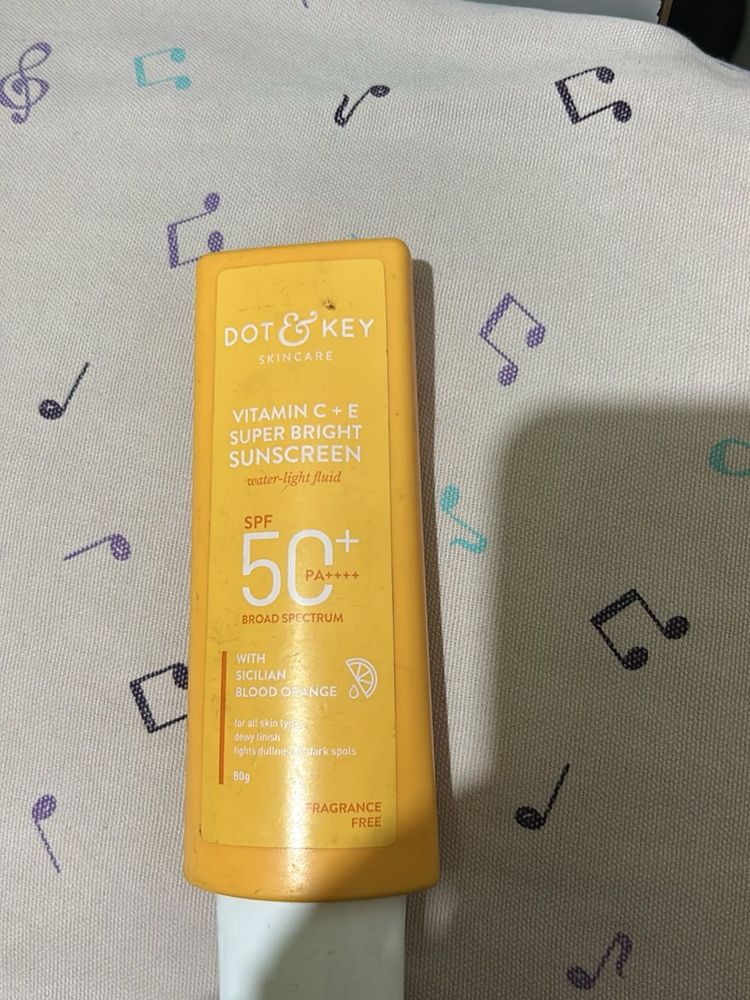 DOT & KEY
SKINCARE
VITAMIN C + E
SUPER BRIGHT
SUNSCREEN
water-light fluid
SPF
50+
PA++++
BROAD SPECTRUM
WITH
SICILIAN
BLOOD ORANGE
for all skin types
dewy finish
fights dullness & dark spots
80g
FRAGRANCE
FREE